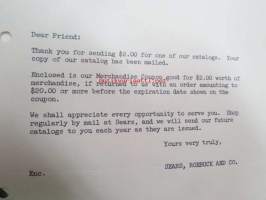 Dear Friend:
Thank you for sending $2.00 for one of our catalogs. Your
copy of our catalog has been mailed.
Enclosed is our Merchandise Coupon good for $2.00 worth of
merchandise, if returned to us with an order amounting to
$20.00 or more before the expiration date shown on the
coupon.
We shall appreciate every opportunity to serve you. Shop
regularly by mail at Sears, and we will send our future
catalogs to you each year as they are issued.
Yours very truly,
SEARS, ROEBUCK AND CO.
Enc.